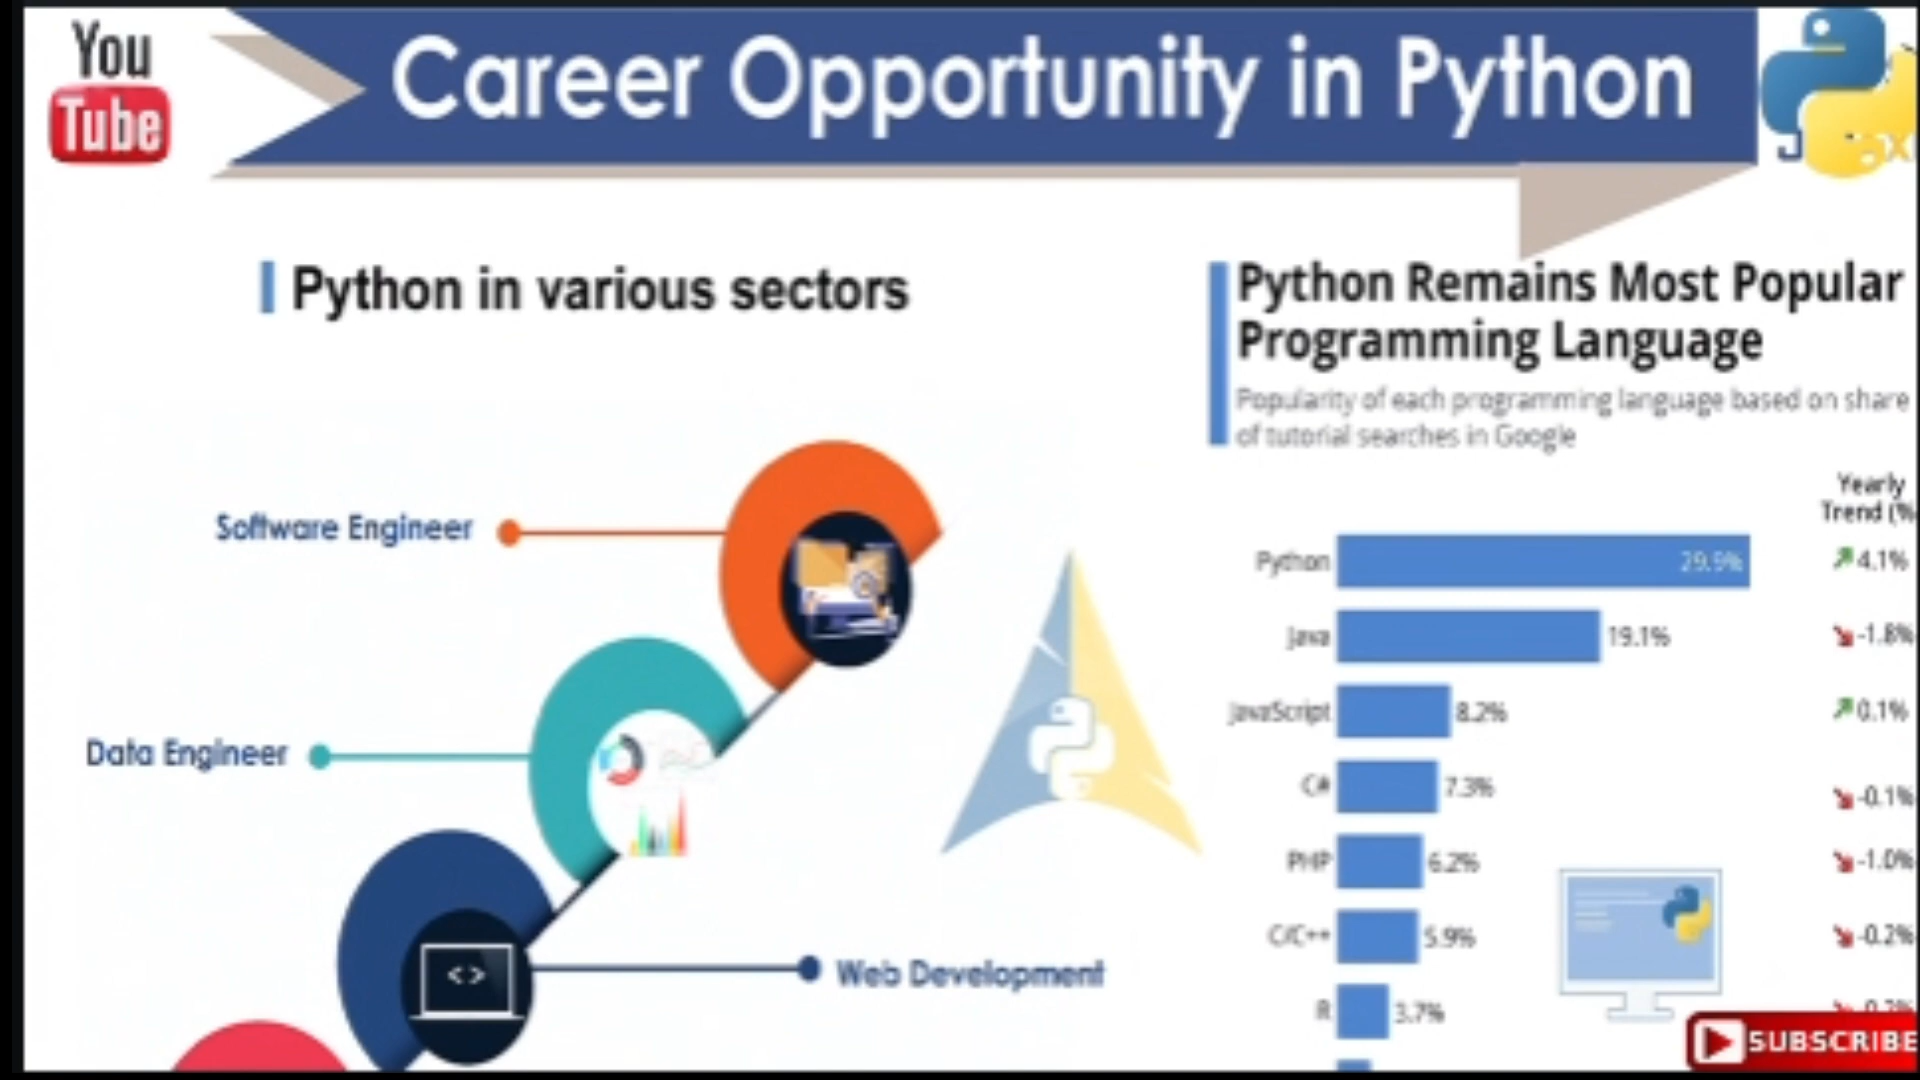 You
Tube
Career Opportunity in Python
Python in various sectors
Software Engineer
Data Engineer
<>
Web Development
Python Remains Most Popular
Programming Language
Popularity of each programming language based on share
of tutorial searches in Google
Yearly
Trend (%
Python 29.9% 4.1%
Java 19.1% -1.8%
JavaScript 8.2% 0.1%
C# 7.3% -0.1%
PHP 6.2% -1.0%
C/C++ 5.9% -0.2%
R 3.7%
SUBSCRIBE